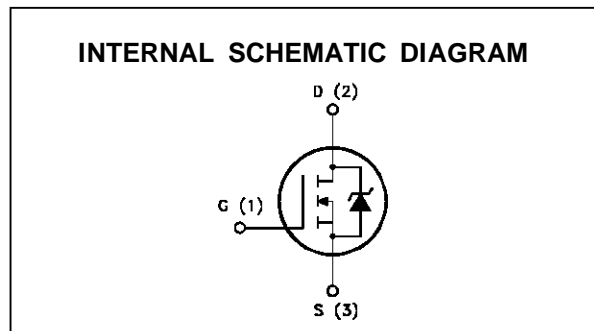 INTERNAL SCHEMATIC DIAGRAM
D (2)
G (1)
S (3)